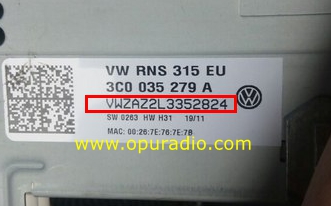 VW RNS 315 EU
3C0 035 279 A
VWZAZ2L3352824
SW 0263 HW H31 19/11
MAC: 00:26:7E:76:7E:78
www.opuradio.com